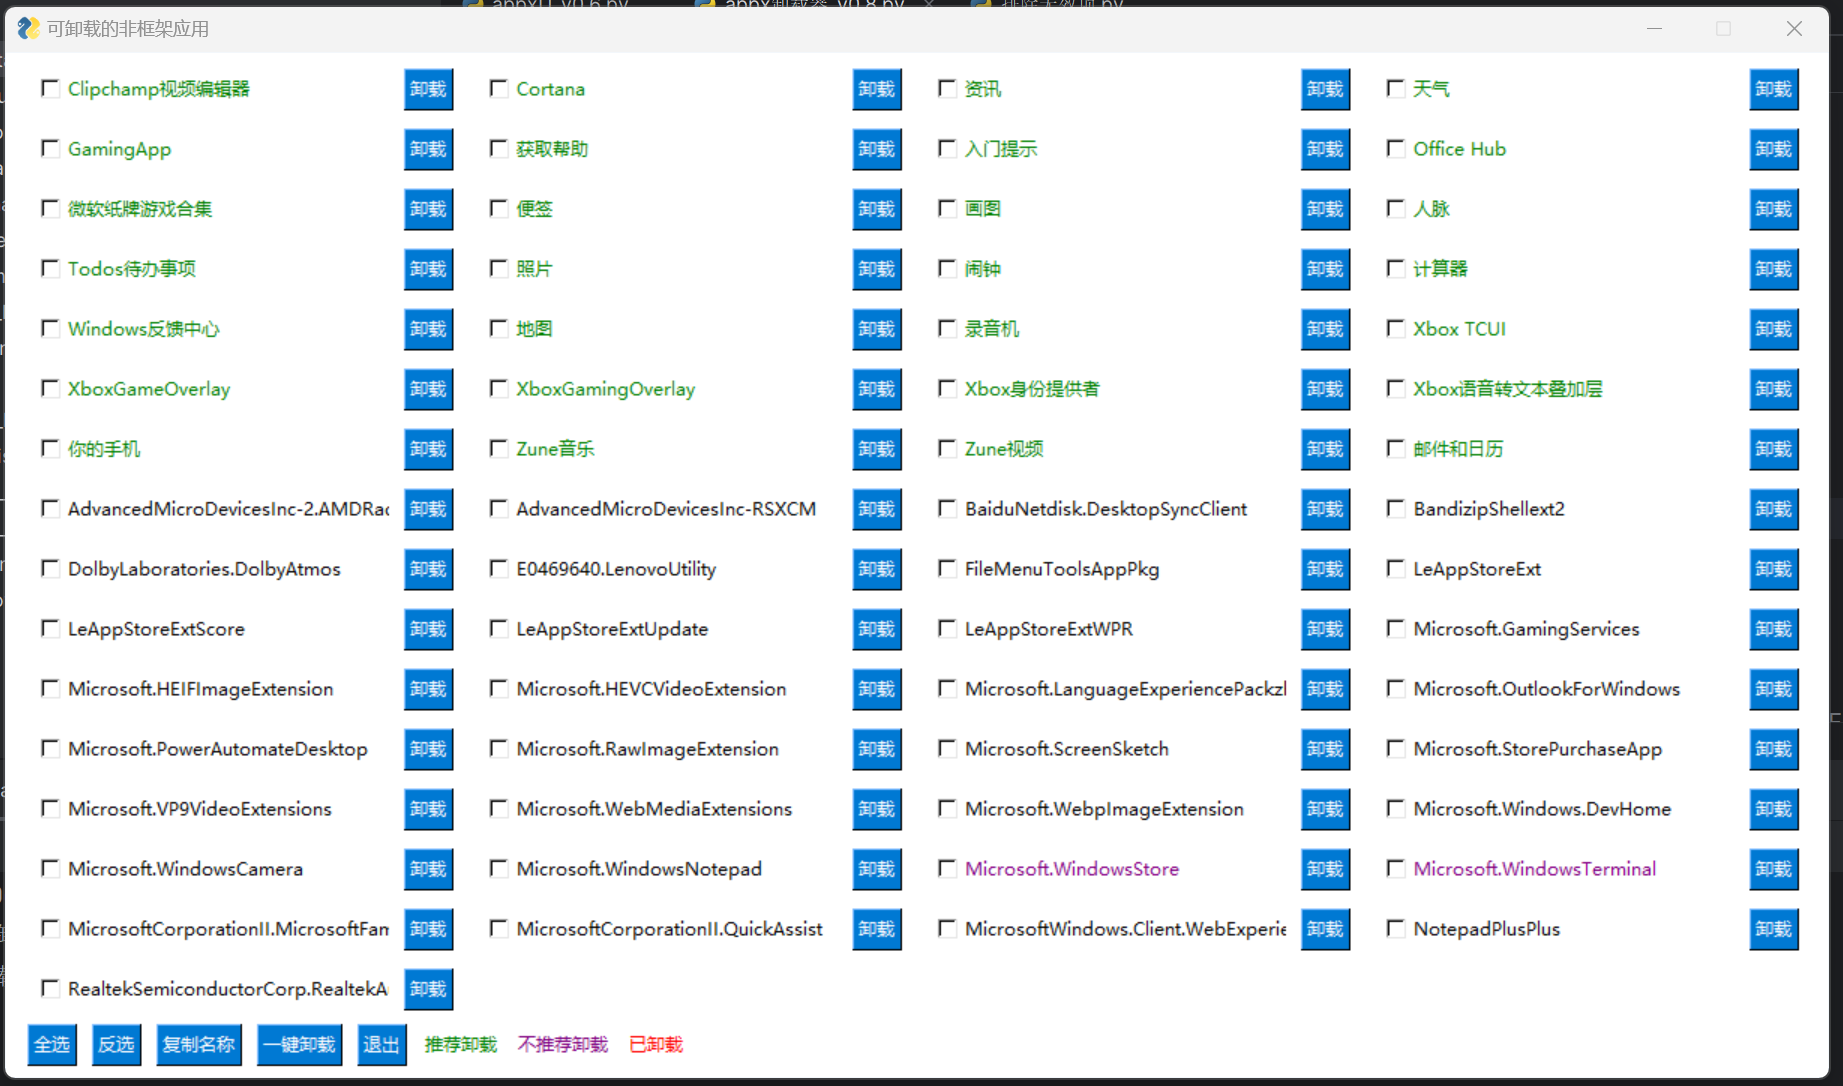 可卸载的非框架应用
Clipchamp视频编辑器 卸载 Cortana 卸载 资讯 卸载 天气 卸载
GamingApp 卸载 获取帮助 卸载 入门提示 卸载 Office Hub 卸载
微软纸牌游戏合集 卸载 便签 卸载 画图 卸载 人脉 卸载
Todos待办事项 卸载 照片 卸载 闹钟 卸载 计算器 卸载
Windows反馈中心 卸载 地图 卸载 录音机 卸载 Xbox TCUI 卸载
XboxGameOverlay 卸载 XboxGamingOverlay 卸载 Xbox身份提供者 卸载 Xbox语音转文本叠加层 卸载
你的手机 卸载 Zune音乐 卸载 Zune视频 卸载 邮件和日历 卸载
AdvancedMicroDevicesInc-2.AMDRad 卸载 AdvancedMicroDevicesInc-RSXCM 卸载 BaiduNetdisk.DesktopSyncClient 卸载 BandizipShellext2 卸载
DolbyLaboratories.DolbyAtmos 卸载 E0469640.LenovoUtility 卸载 FileMenuToolsAppPkg 卸载 LeAppStoreExt 卸载
LeAppStoreExtScore 卸载 LeAppStoreExtUpdate 卸载 LeAppStoreExtWPR 卸载 Microsoft.GamingServices 卸载
Microsoft.HEIFImageExtension 卸载 Microsoft.HEVCVideoExtension 卸载 Microsoft.LanguageExperiencePackzh 卸载 Microsoft.OutlookForWindows 卸载
Microsoft.PowerAutomateDesktop 卸载 Microsoft.RawImageExtension 卸载 Microsoft.ScreenSketch 卸载 Microsoft.StorePurchaseApp 卸载
Microsoft.VP9VideoExtensions 卸载 Microsoft.WebMediaExtensions 卸载 Microsoft.WebpImageExtension 卸载 Microsoft.Windows.DevHome 卸载
Microsoft.WindowsCamera 卸载 Microsoft.WindowsNotepad 卸载 Microsoft.WindowsStore 卸载 Microsoft.WindowsTerminal 卸载
MicrosoftCorporationII.MicrosoftFam 卸载 MicrosoftCorporationII.QuickAssist 卸载 MicrosoftWindows.Client.WebExperie 卸载 NotepadPlusPlus 卸载
RealtekSemiconductorCorp.RealtekA 卸载
全选 反选 复制名称 一键卸载 退出 推荐卸载 不推荐卸载 已卸载